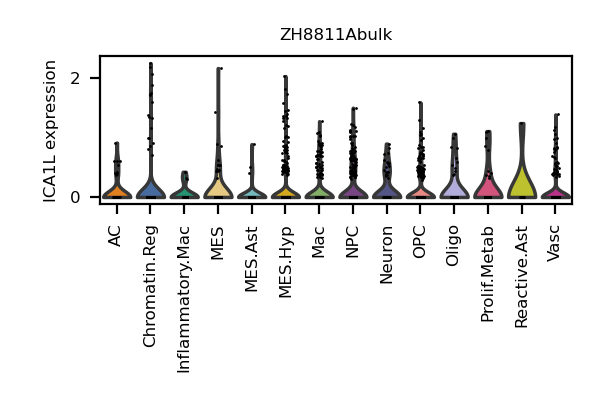 ZH8811Abulk
ICA1L expression
2
0
AC
Chromatin.Reg
Inflammatory.Mac
MES
MES.Ast
MES.Hyp
Mac
NPC
Neuron
OPC
Oligo
Prolif.Metab
Reactive.Ast
Vasc